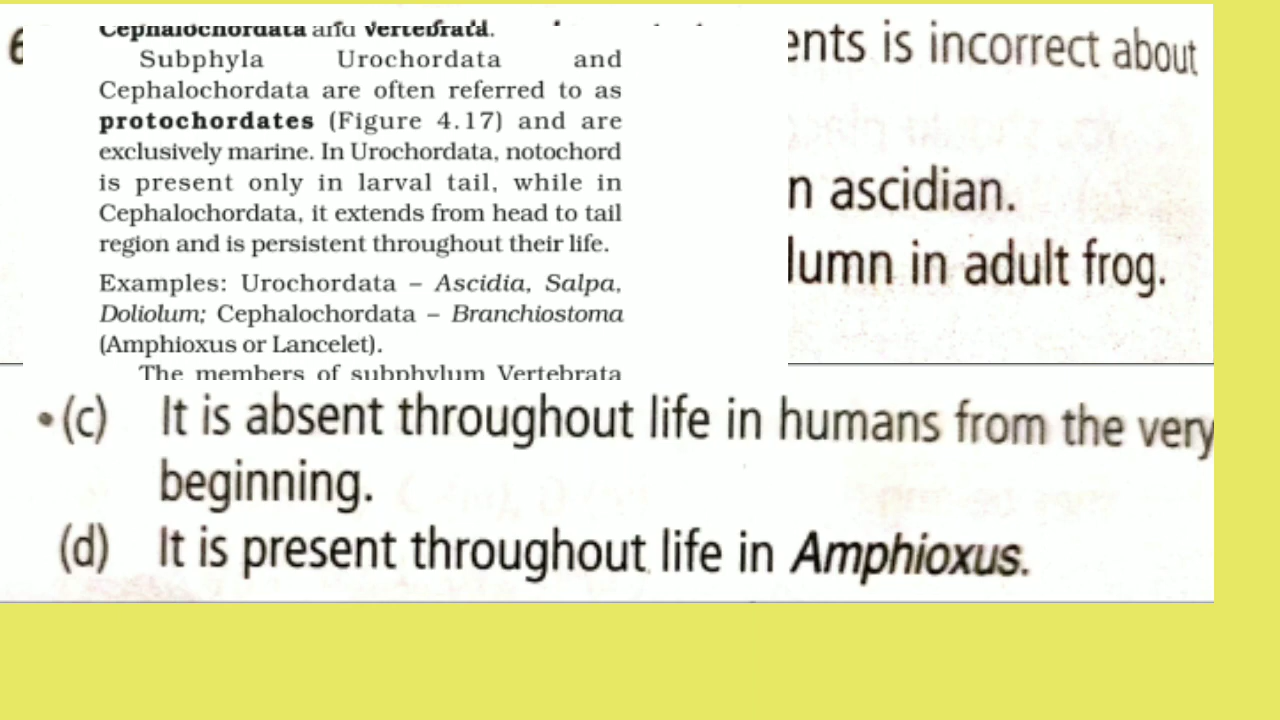 6
Cephalochordata and Vertebrata.
Subphyla Urochordata and
Cephalochordata are often referred to as
protochordates (Figure 4.17) and are
exclusively marine. In Urochordata, notochord
is present only in larval tail, while in
Cephalochordata, it extends from head to tail
region and is persistent throughout their life.
Examples: Urochordata – Ascidia, Salpa,
Doliolum; Cephalochordata – Branchiostoma
(Amphioxus or Lancelet).
The members of subphylum Vertebrata
ents is incorrect about
n ascidian.
lumn in adult frog.
•(c) It is absent throughout life in humans from the very
beginning.
(d) It is present throughout life in Amphioxus.